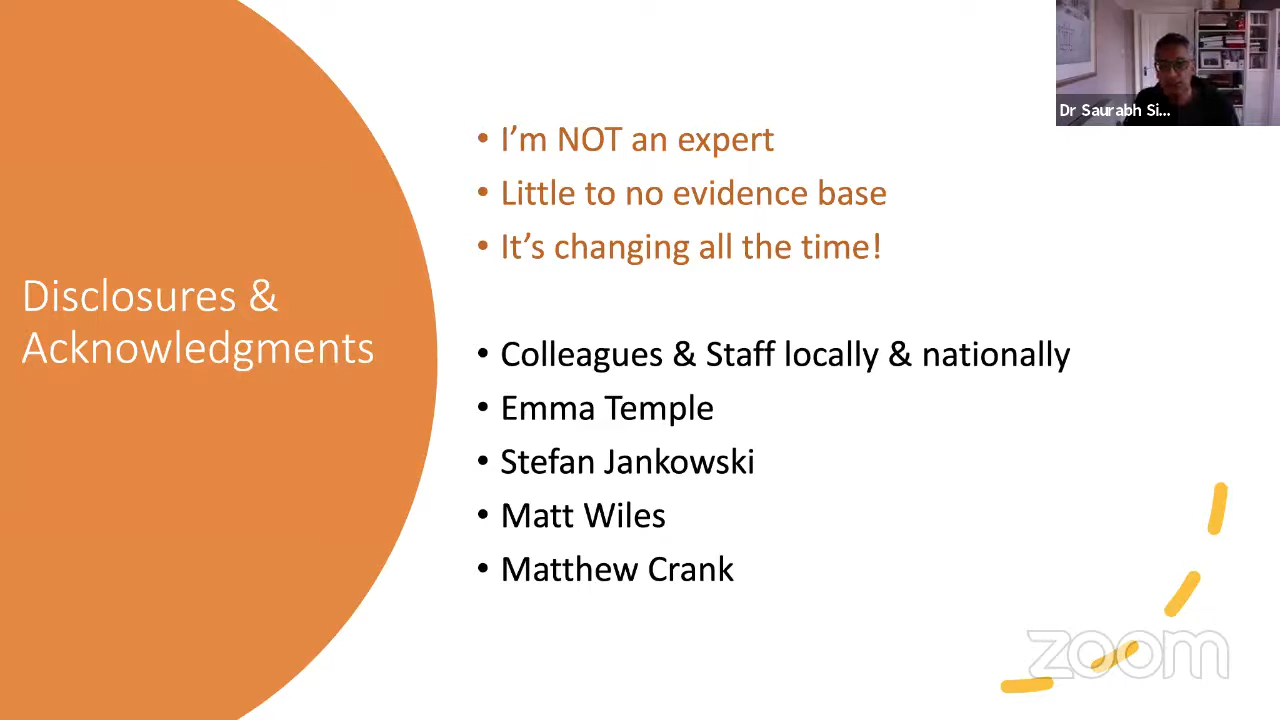 Dr Saurabh Si...
• I’m NOT an expert
• Little to no evidence base
• It’s changing all the time!
Disclosures &
Acknowledgments
• Colleagues & Staff locally & nationally
• Emma Temple
• Stefan Jankowski
• Matt Wiles
• Matthew Crank
zoom